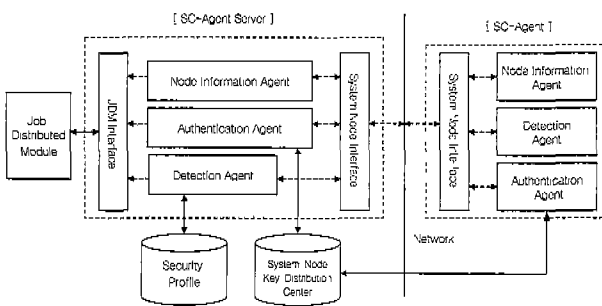 [ SC-Agent Server ]
[ SC-Agent ]
Job
Distributed
Module
JDM Interface
Node Information Agent
Authentication Agent
Detection Agent
System Node Interface
System Node Interface
Node Information
Agent
Detection
Agent
Authentication
Agent
Network
Security
Profile
System Node
Key Distribution
Center